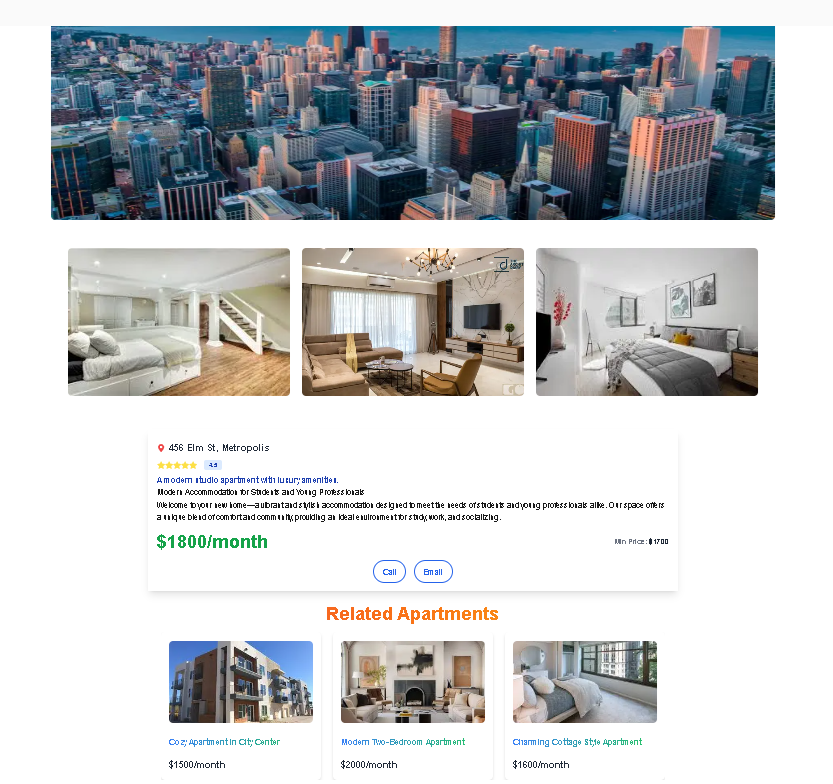 456 Elm St, Metropolis
4.5
A modern studio apartment with luxury amenities.
Modern Accommodation for Students and Young Professionals
Welcome to your new home—a vibrant and stylish accommodation designed to meet the needs of students and young professionals alike. Our space offers
a unique blend of comfort and community, providing an ideal environment for study, work, and socializing.
$1800/month
Min Price: $1700
Call
Email
Related Apartments
Cozy Apartment in City Center
Modern Two-Bedroom Apartment
Charming Cottage Style Apartment
$1500/month
$2000/month
$1600/month